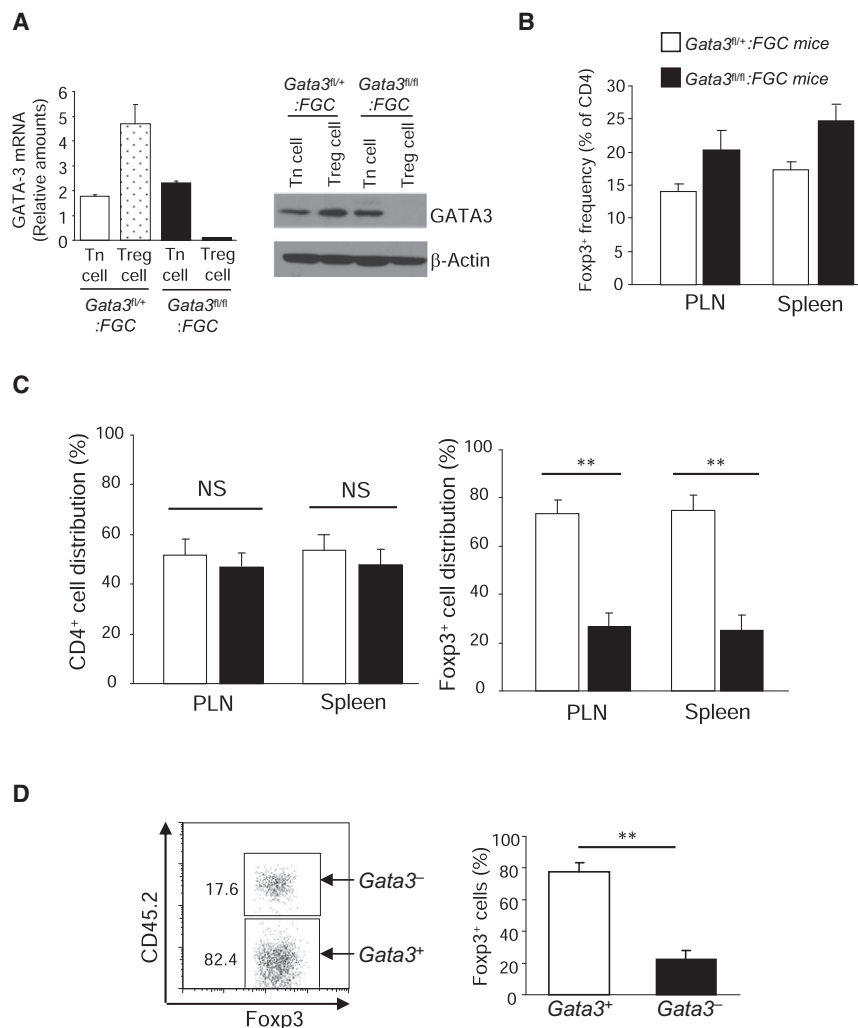 A
GATA-3 mRNA
(Relative amounts)
6
5
4
3
2
1
0
Tn cell
Treg cell
Tn cell
Treg cell
Gata3fl/+ :FGC
Gata3fl/fl :FGC
Gata3fl/+ :FGC
Gata3fl/fl :FGC
Tn cell
Treg cell
Tn cell
Treg cell
GATA3
β-Actin
B
Gata3fl/+:FGC mice
Gata3fl/fl:FGC mice
Foxp3+ frequency (% of CD4)
30
25
20
15
10
5
0
PLN
Spleen
C
CD4+ cell distribution (%)
100
80
60
40
20
0
NS
NS
PLN
Spleen
Foxp3+ cell distribution (%)
100
80
60
40
20
0
**
**
PLN
Spleen
D
CD45.2
17.6
82.4
Gata3–
Gata3+
Foxp3
Foxp3+ cells (%)
100
80
60
40
20
0
**
Gata3+
Gata3–